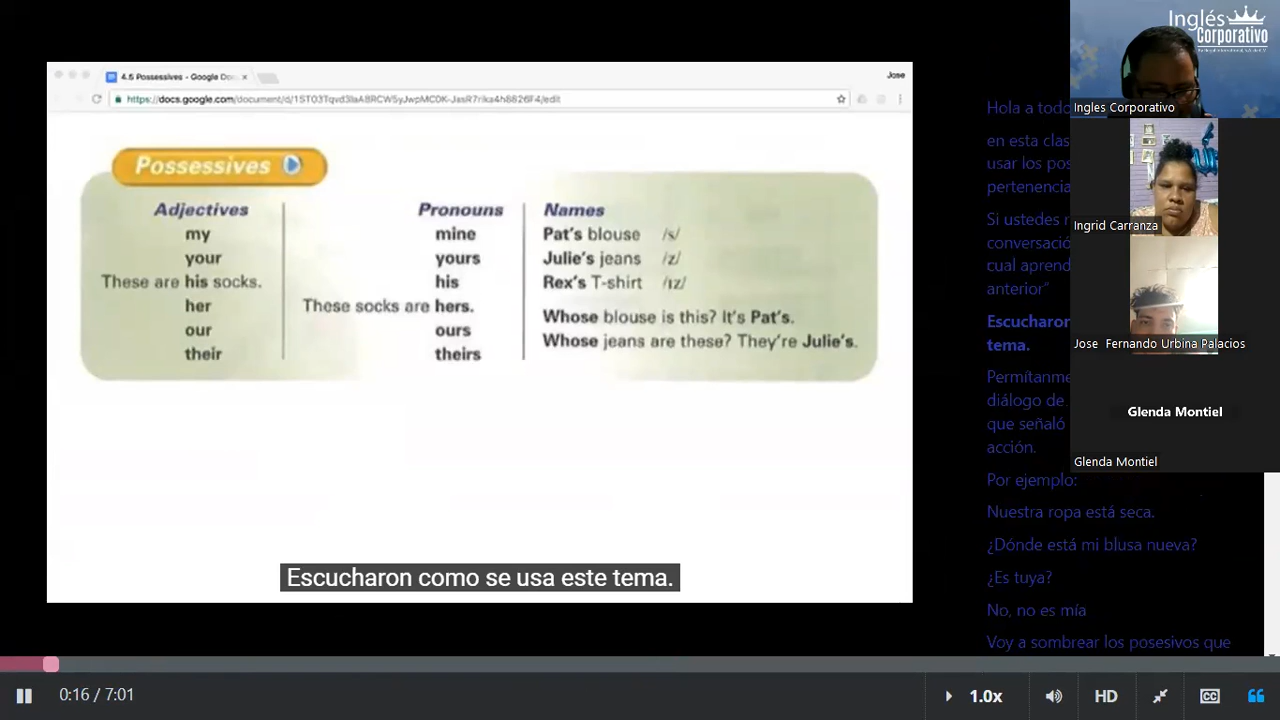 4.5 Possessives - Google Doc
Jose
https://docs.google.com/document/d/1ST03Tqvd3laA8RCW5yJwpMC0K-JssR7rika4h8826F4/edit
Possessives
Adjectives
my
your
These are his socks.
her
our
their
Pronouns
mine
yours
his
These socks are hers.
ours
theirs
Names
Pat's blouse /s/
Julie's jeans /z/
Rex's T-shirt /ɪz/
Whose blouse is this? It's Pat's.
Whose jeans are these? They're Julie's.
Escucharon como se usa este tema.
Hola a todo
en esta clas
usar los pos
pertenencia
Si ustedes r
conversació
cual aprend
anterior”
Escucharon
tema.
Permítanme
diálogo de
que señaló
acción.
Por ejemplo:
Nuestra ropa está seca.
¿Dónde está mi blusa nueva?
¿Es tuya?
No, no es mía
Voy a sombrear los posesivos que
Inglés
Corporativo
Ingles Corporativo
Ingrid Carranza
Jose Fernando Urbina Palacios
Glenda Montiel
Glenda Montiel
0:16 / 7:01
1.0x
HD
CC